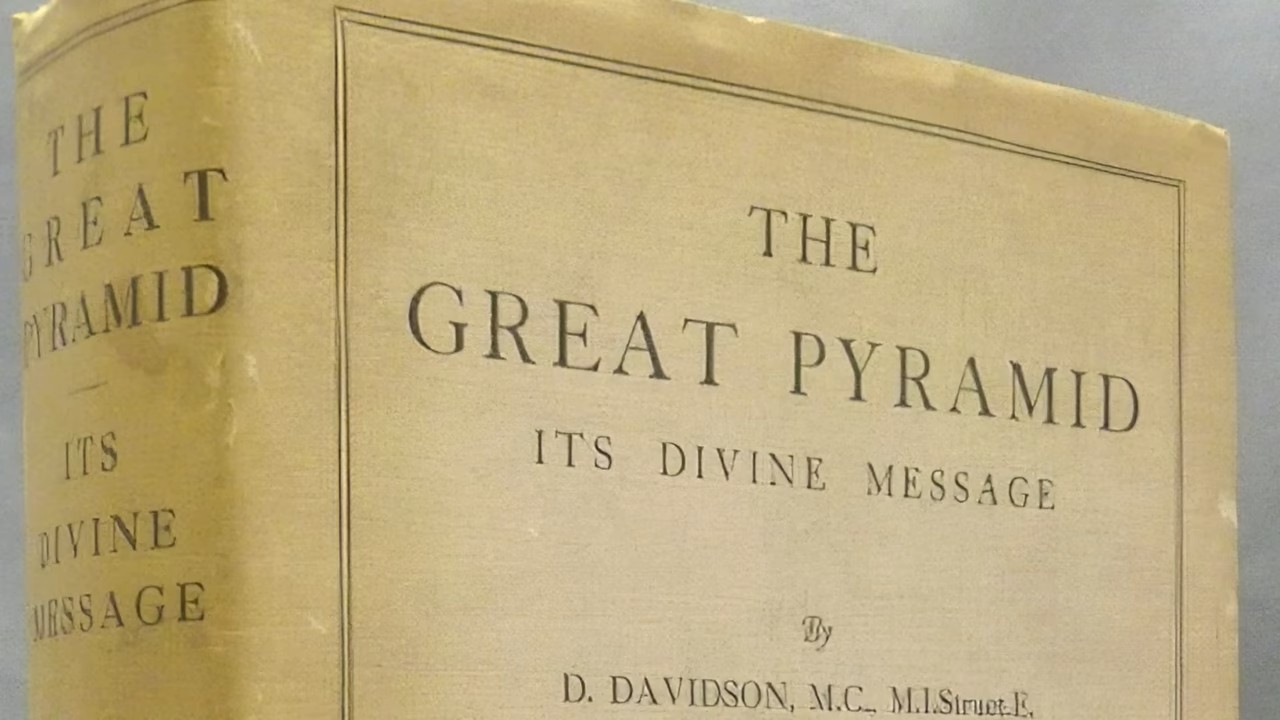 THE
GREAT
PYRAMID
ITS
DIVINE
MESSAGE
THE
GREAT PYRAMID
ITS DIVINE MESSAGE
By
D. DAVIDSON, M.C., M.I.Struct.E.